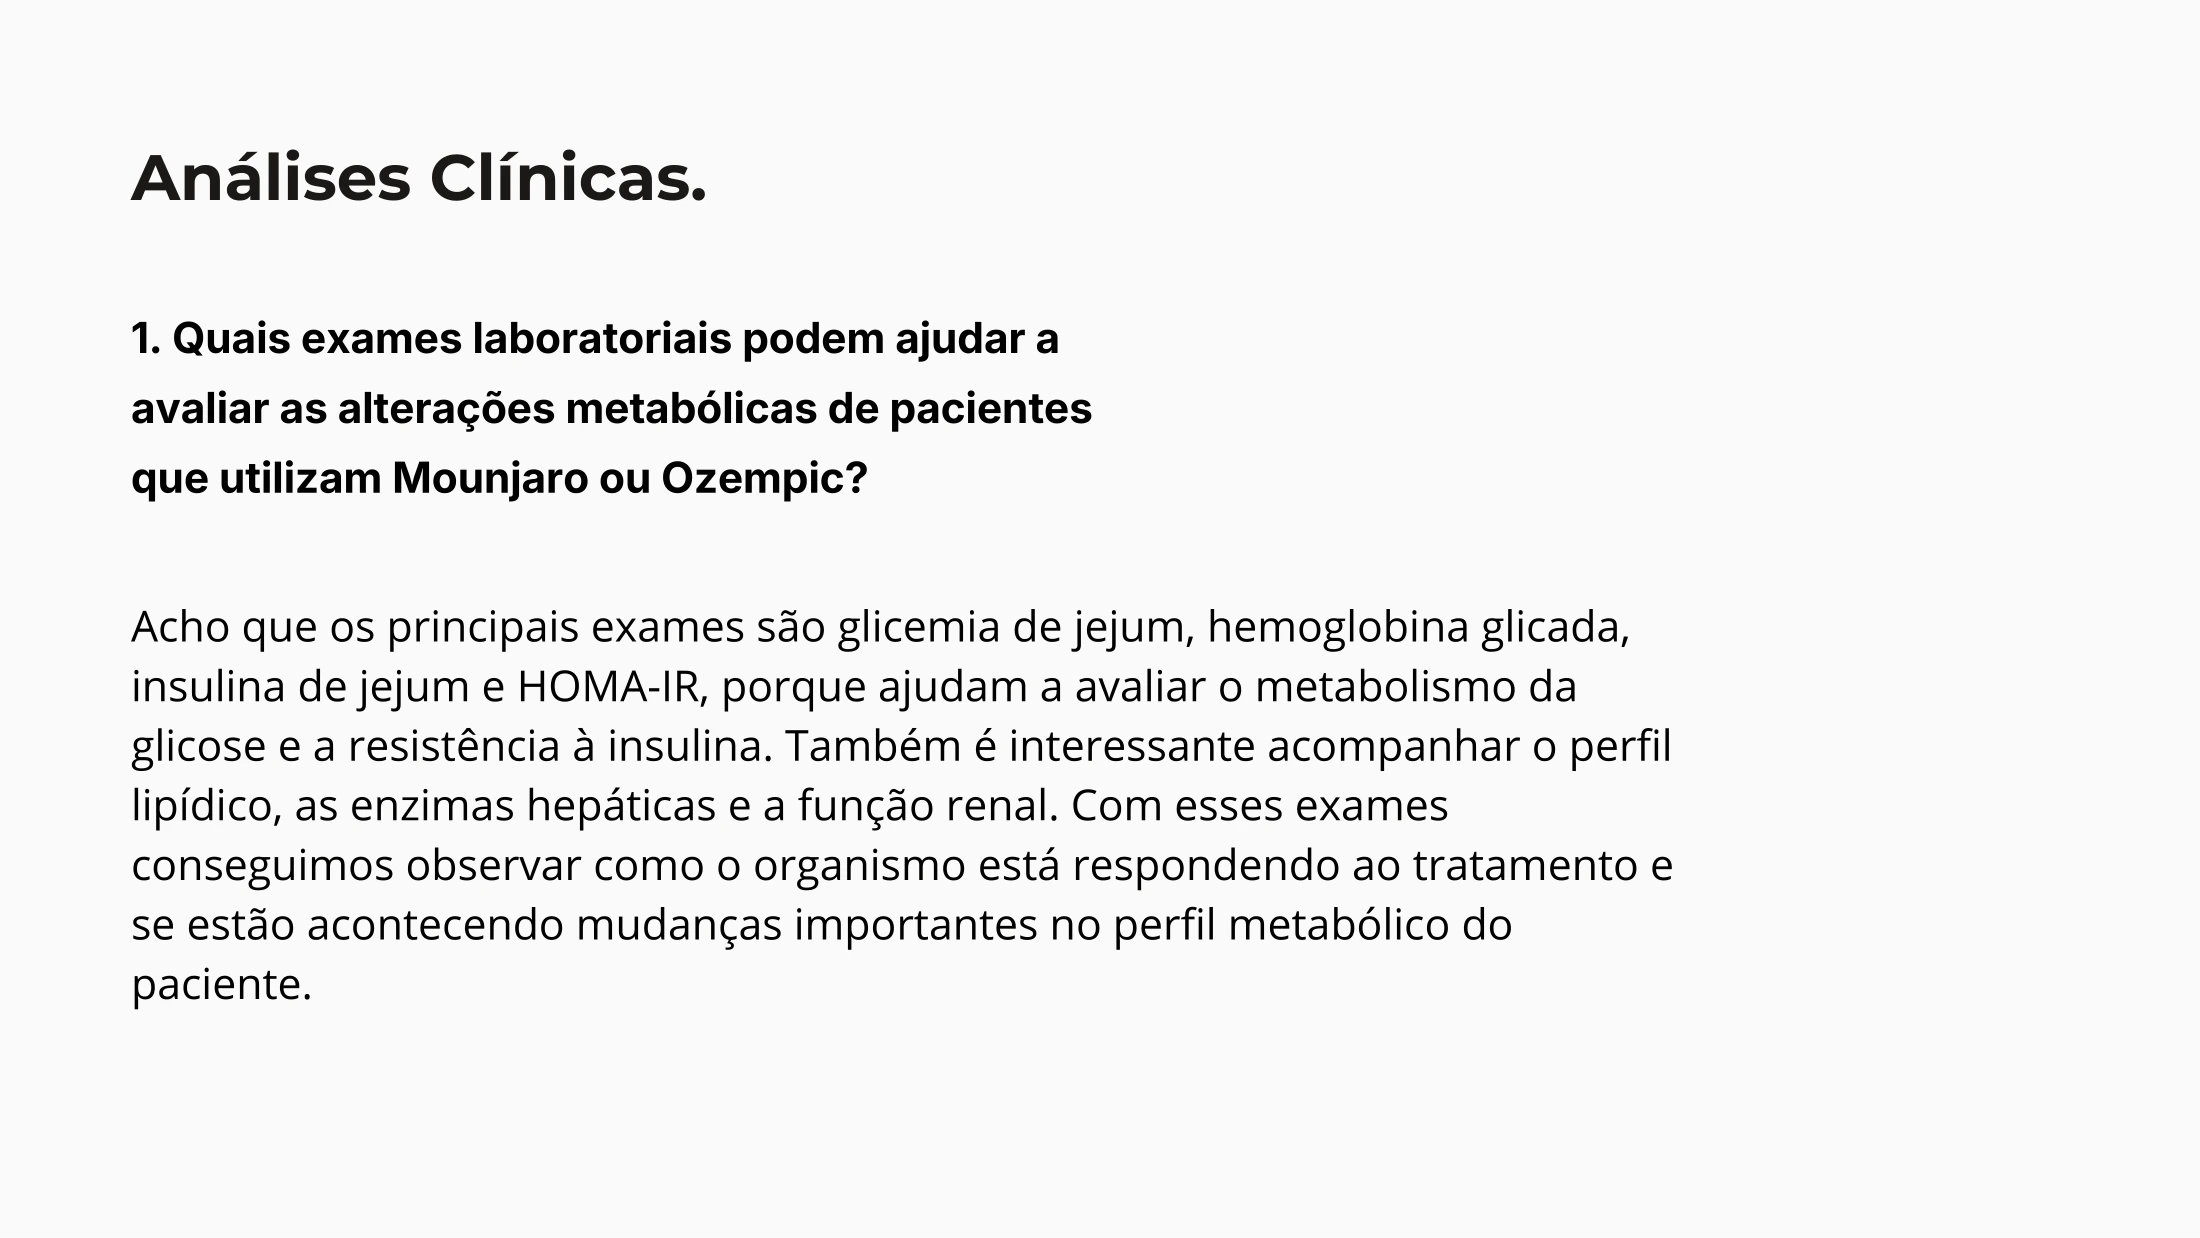 Análises Clínicas.
1. Quais exames laboratoriais podem ajudar a
avaliar as alterações metabólicas de pacientes
que utilizam Mounjaro ou Ozempic?
Acho que os principais exames são glicemia de jejum, hemoglobina glicada,
insulina de jejum e HOMA-IR, porque ajudam a avaliar o metabolismo da
glicose e a resistência à insulina. Também é interessante acompanhar o perfil
lipídico, as enzimas hepáticas e a função renal. Com esses exames
conseguimos observar como o organismo está respondendo ao tratamento e
se estão acontecendo mudanças importantes no perfil metabólico do
paciente.